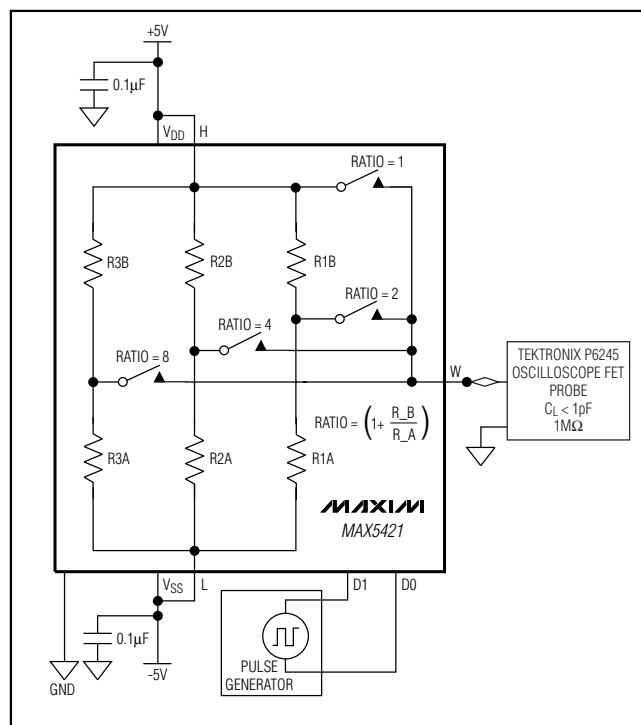 +5V
0.1µF
VDD
H
RATIO = 1
R3B
R2B
R1B
RATIO = 2
RATIO = 4
RATIO = 8
W
TEKTRONIX P6245
OSCILLOSCOPE FET
PROBE
CL < 1pF
1MΩ
RATIO = (1+ R_B/R_A)
R3A
R2A
R1A
MAXIM
MAX5421
VSS
L
D1
D0
0.1µF
PULSE
GENERATOR
GND
-5V